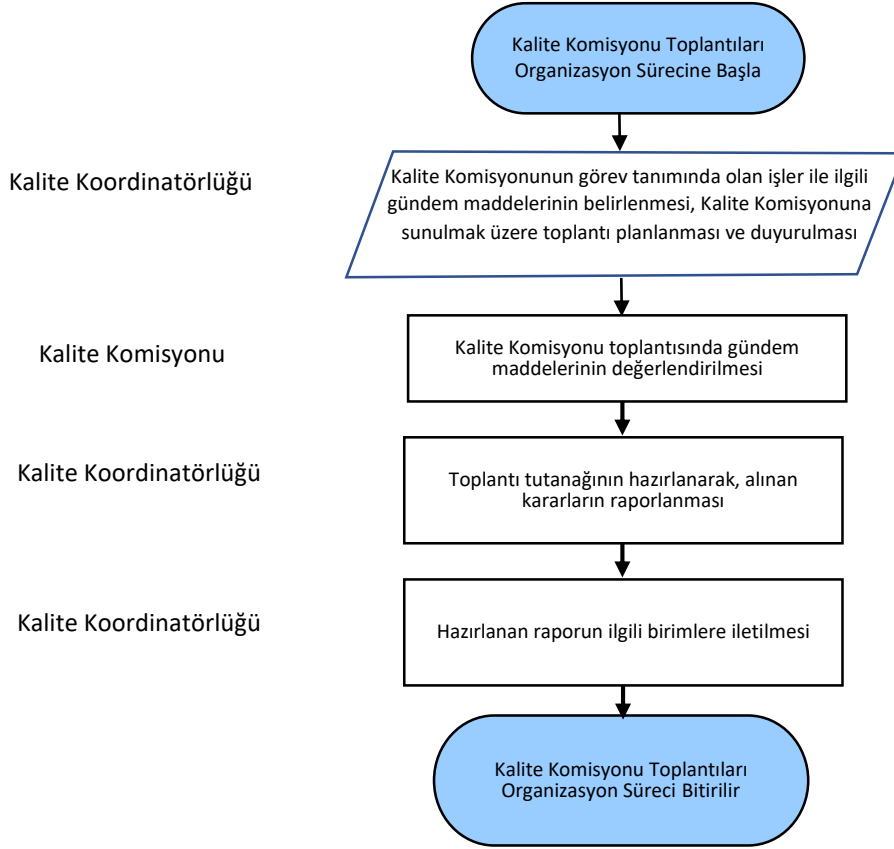 Kalite Komisyonu Toplantıları
Organizasyon Sürecine Başla
Kalite Koordinatörlüğü
Kalite Komisyonunun görev tanımında olan işler ile ilgili
gündem maddelerinin belirlenmesi, Kalite Komisyonuna
sunulmak üzere toplantı planlanması ve duyurulması
Kalite Komisyonu
Kalite Komisyonu toplantısında gündem
maddelerinin değerlendirilmesi
Kalite Koordinatörlüğü
Toplantı tutanağının hazırlanarak, alınan
kararların raporlanması
Kalite Koordinatörlüğü
Hazırlanan raporun ilgili birimlere iletilmesi
Kalite Komisyonu Toplantıları
Organizasyon Süreci Bitirilir